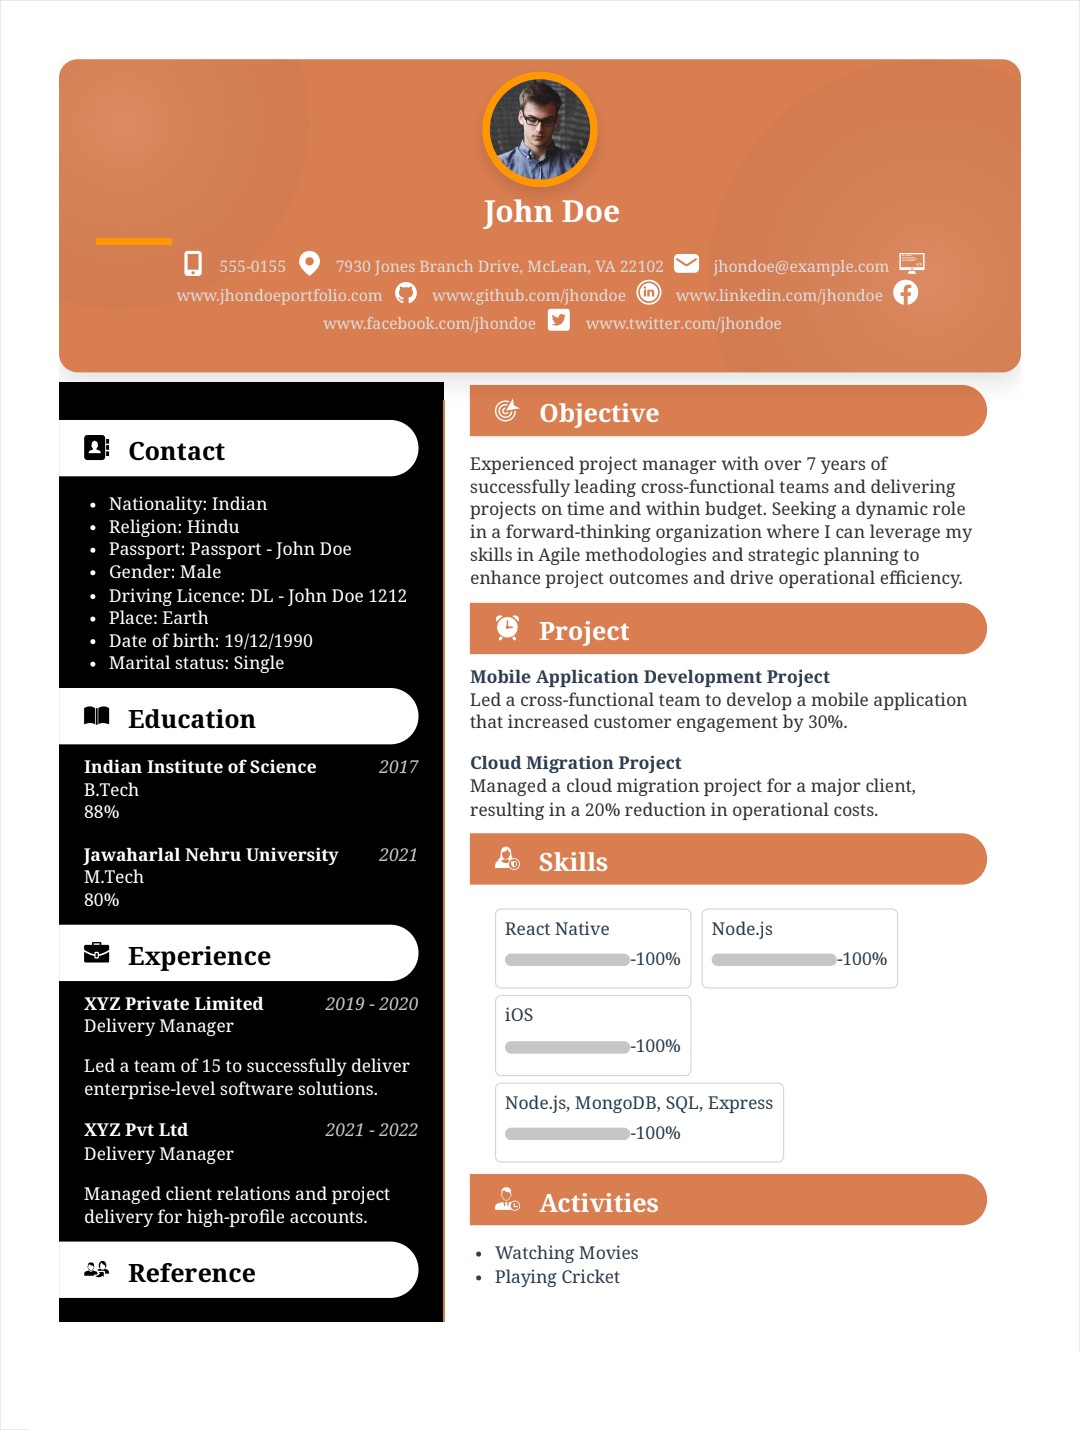 John Doe
555-0155 7930 Jones Branch Drive, McLean, VA 22102 jhondoe@example.com
www.jhondoeportfolio.com www.github.com/jhondoe www.linkedin.com/jhondoe
www.facebook.com/jhondoe www.twitter.com/jhondoe
Contact
• Nationality: Indian
• Religion: Hindu
• Passport: Passport - John Doe
• Gender: Male
• Driving Licence: DL - John Doe 1212
• Place: Earth
• Date of birth: 19/12/1990
• Marital status: Single
Education
Indian Institute of Science 2017
B.Tech
88%
Jawaharlal Nehru University 2021
M.Tech
80%
Experience
XYZ Private Limited 2019 - 2020
Delivery Manager
Led a team of 15 to successfully deliver
enterprise-level software solutions.
XYZ Pvt Ltd 2021 - 2022
Delivery Manager
Managed client relations and project
delivery for high-profile accounts.
Reference
Objective
Experienced project manager with over 7 years of
successfully leading cross-functional teams and delivering
projects on time and within budget. Seeking a dynamic role
in a forward-thinking organization where I can leverage my
skills in Agile methodologies and strategic planning to
enhance project outcomes and drive operational efficiency.
Project
Mobile Application Development Project
Led a cross-functional team to develop a mobile application
that increased customer engagement by 30%.
Cloud Migration Project
Managed a cloud migration project for a major client,
resulting in a 20% reduction in operational costs.
Skills
React Native Node.js
-100% -100%
iOS
-100%
Node.js, MongoDB, SQL, Express
-100%
Activities
• Watching Movies
• Playing Cricket